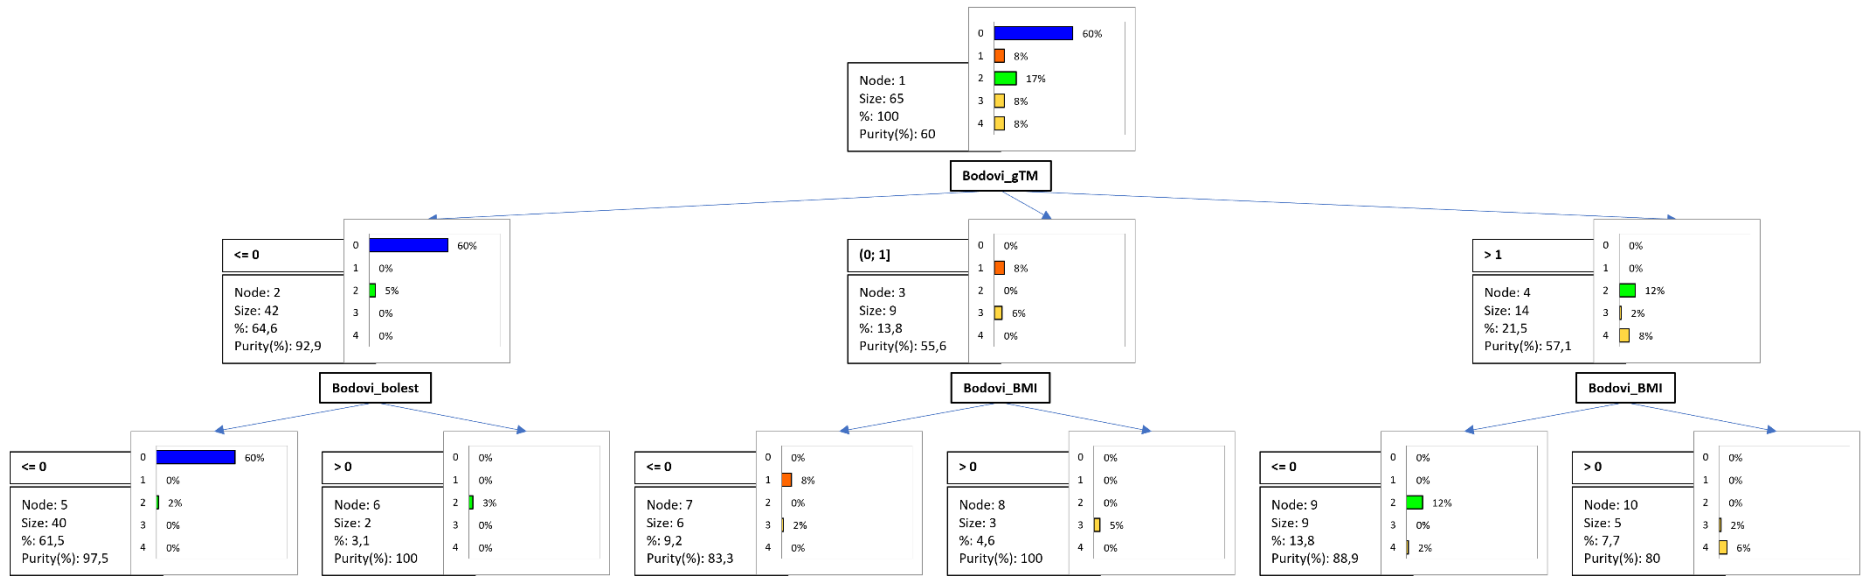 0 60%
1 8%
2 17%
3 8%
4 8%
Node: 1
Size: 65
%: 100
Purity(%): 60
Bodovi_gTM
<= 0
Node: 2
Size: 42
%: 64,6
Purity(%): 92,9
0 60%
1 0%
2 5%
3 0%
4 0%
(0; 1]
Node: 3
Size: 9
%: 13,8
Purity(%): 55,6
0 0%
1 8%
2 0%
3 6%
4 0%
> 1
Node: 4
Size: 14
%: 21,5
Purity(%): 57,1
0 0%
1 0%
2 12%
3 2%
4 8%
Bodovi_bolest
Bodovi_BMI
Bodovi_BMI
<= 0
Node: 5
Size: 40
%: 61,5
Purity(%): 97,5
0 60%
1 0%
2 2%
3 0%
4 0%
> 0
Node: 6
Size: 2
%: 3,1
Purity(%): 100
0 0%
1 0%
2 3%
3 0%
4 0%
<= 0
Node: 7
Size: 6
%: 9,2
Purity(%): 83,3
0 0%
1 8%
2 0%
3 2%
4 0%
> 0
Node: 8
Size: 3
%: 4,6
Purity(%): 100
0 0%
1 0%
2 0%
3 5%
4 0%
<= 0
Node: 9
Size: 9
%: 13,8
Purity(%): 88,9
0 0%
1 0%
2 12%
3 0%
4 2%
> 0
Node: 10
Size: 5
%: 7,7
Purity(%): 80
0 0%
1 0%
2 0%
3 2%
4 6%